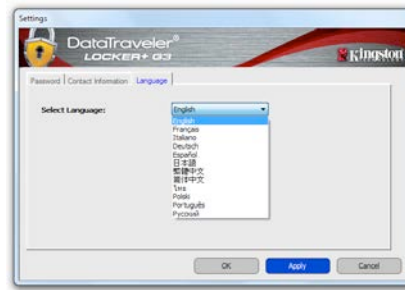 Settings
DataTraveler®
LOCKER+ G3
Kingston
Password Contact Information Language
Select Language: English
English
Français
Italiano
Deutsch
Español
日本語
繁體中文
简体中文
ไทย
Polski
Português
Русский
OK Apply Cancel